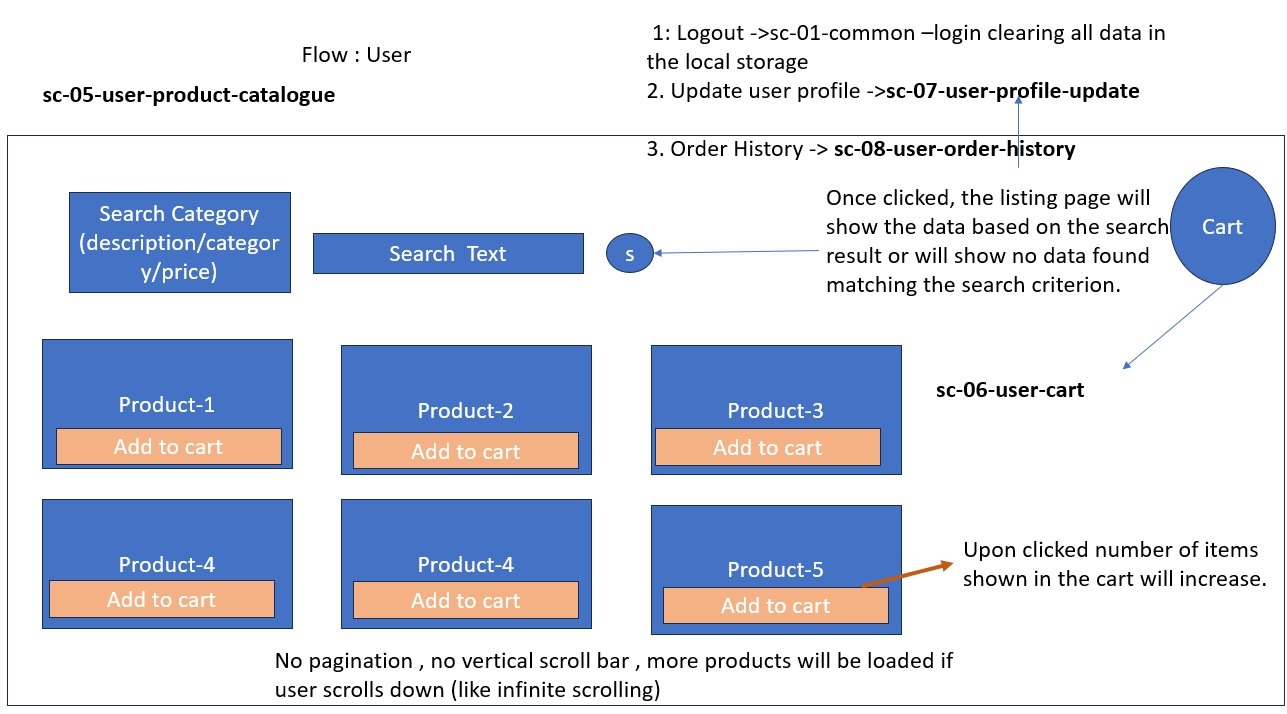 Flow : User
sc-05-user-product-catalogue
1: Logout ->sc-01-common –login clearing all data in
the local storage
2. Update user profile ->sc-07-user-profile-update
3. Order History -> sc-08-user-order-history
Search Category
(description/categor
y/price)
Search  Text
s
Once clicked, the listing page will
show the data based on the search
result or will show no data found
matching the search criterion.
Cart
Product-1
Add to cart
Product-2
Add to cart
Product-3
Add to cart
sc-06-user-cart
Product-4
Add to cart
Product-4
Add to cart
Product-5
Add to cart
Upon clicked number of items
shown in the cart will increase.
No pagination , no vertical scroll bar , more products will be loaded if
user scrolls down (like infinite scrolling)